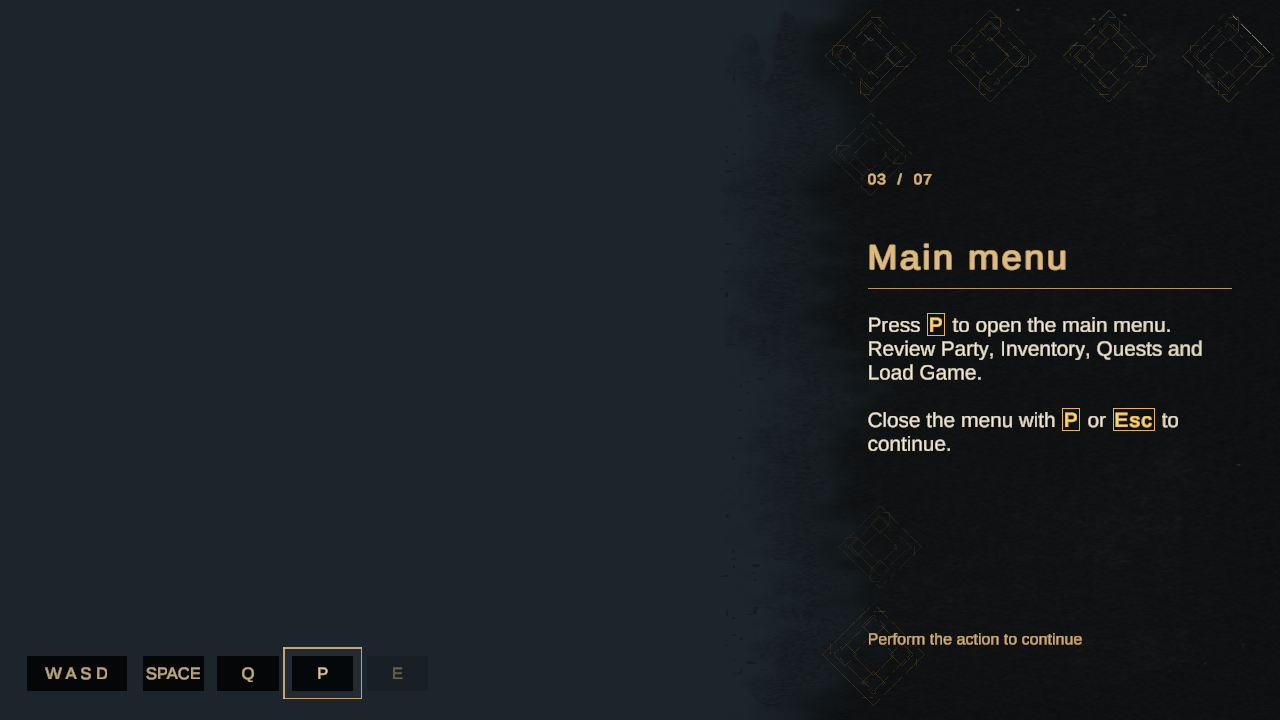 03 / 07
Main menu
Press P to open the main menu.
Review Party, Inventory, Quests and
Load Game.
Close the menu with P or Esc to
continue.
Perform the action to continue
WASD SPACE Q P E